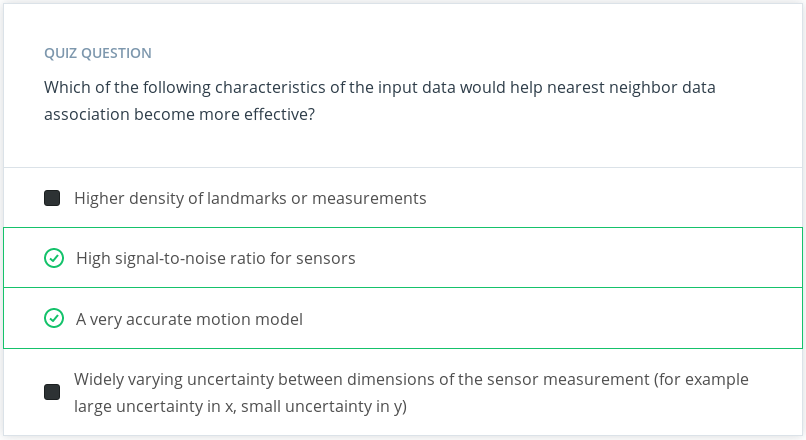 QUIZ QUESTION
Which of the following characteristics of the input data would help nearest neighbor data
association become more effective?
Higher density of landmarks or measurements
High signal-to-noise ratio for sensors
A very accurate motion model
Widely varying uncertainty between dimensions of the sensor measurement (for example
large uncertainty in x, small uncertainty in y)